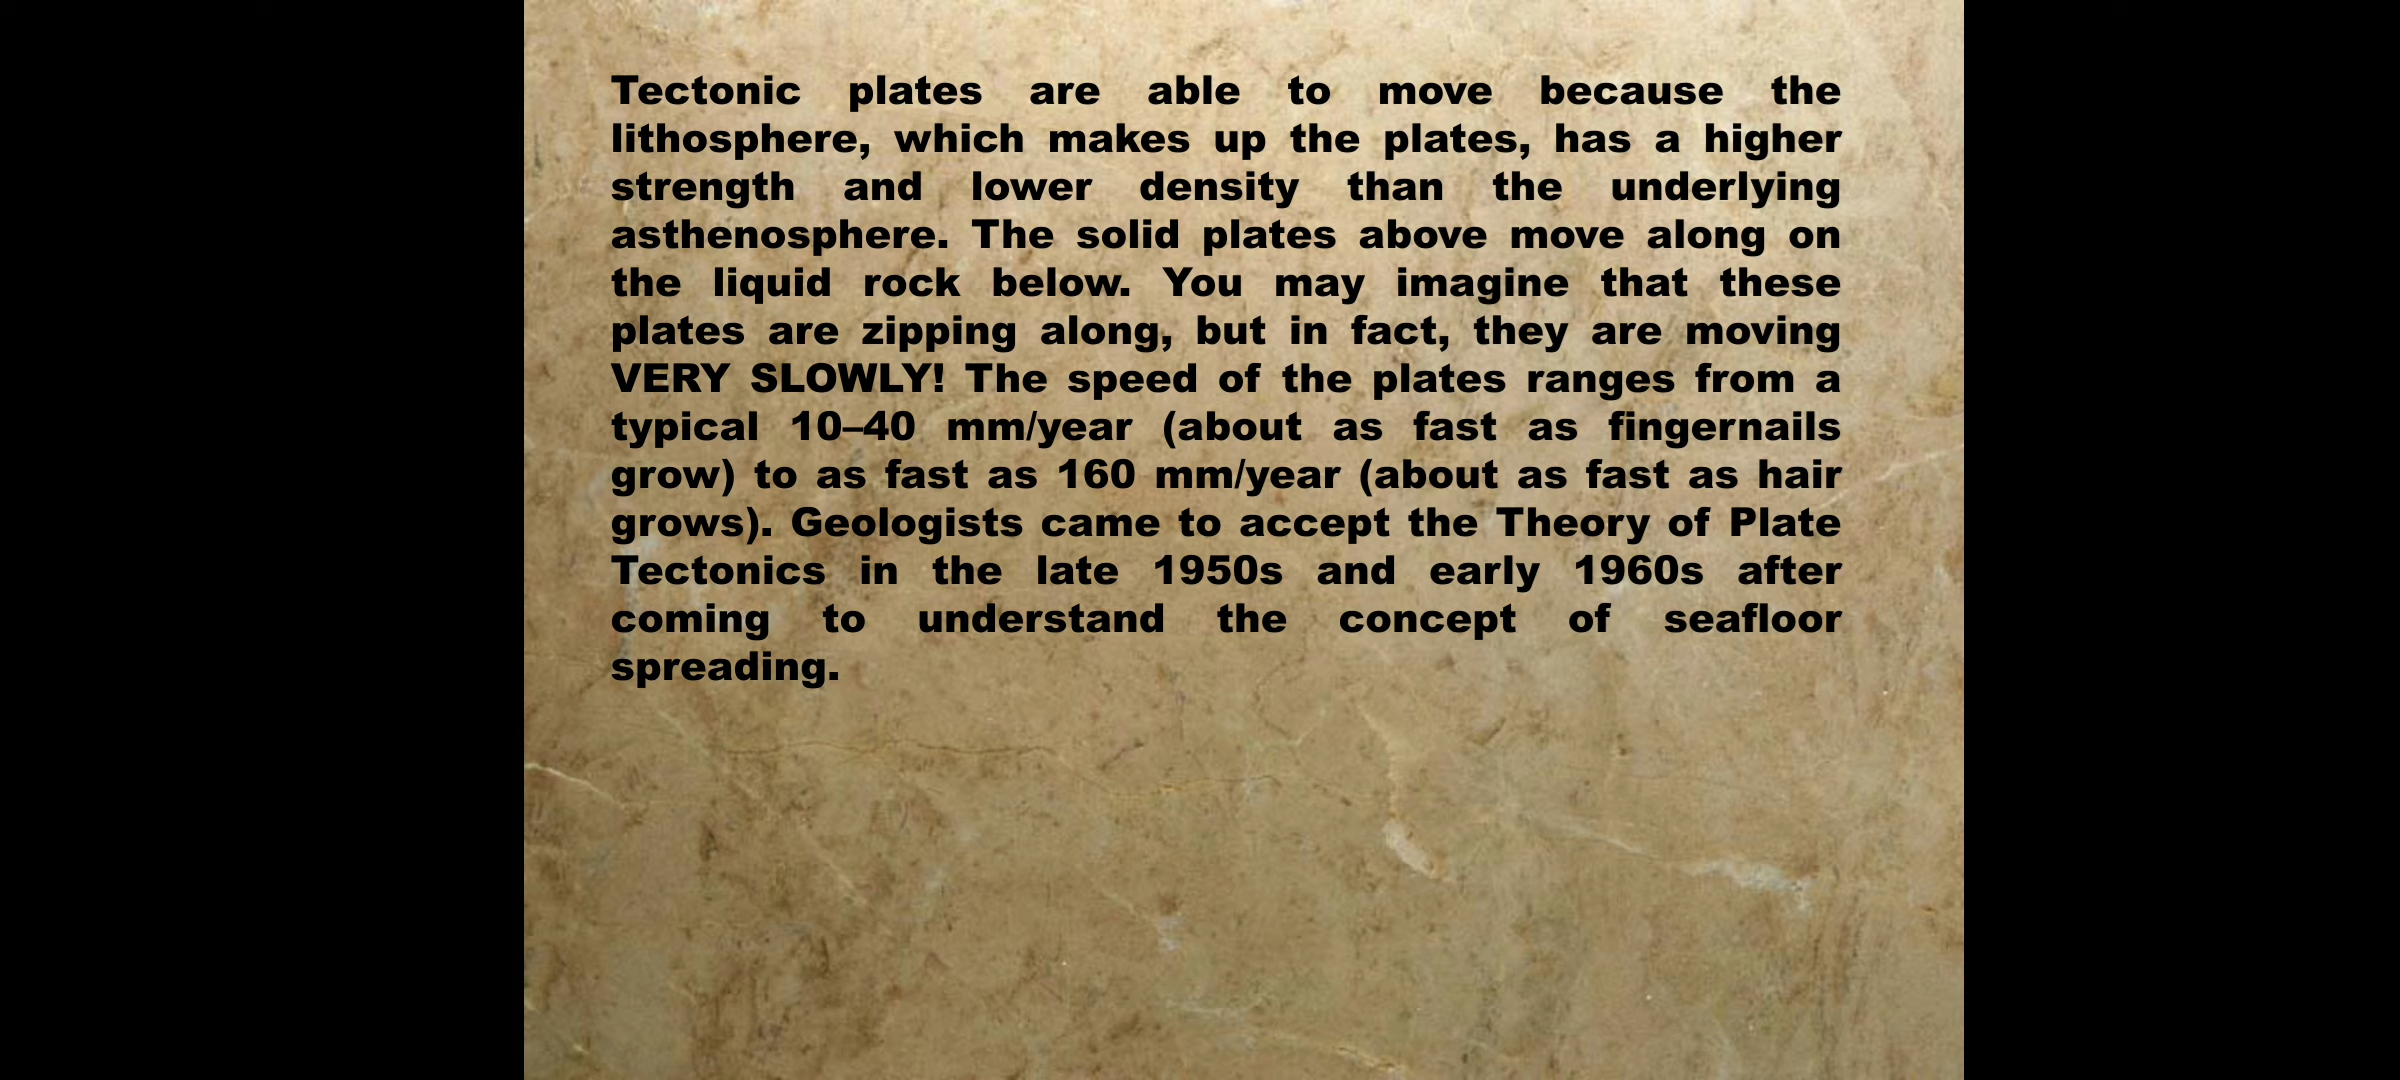 Tectonic plates are able to move because the
lithosphere, which makes up the plates, has a higher
strength and lower density than the underlying
asthenosphere. The solid plates above move along on
the liquid rock below. You may imagine that these
plates are zipping along, but in fact, they are moving
VERY SLOWLY! The speed of the plates ranges from a
typical 10–40 mm/year (about as fast as fingernails
grow) to as fast as 160 mm/year (about as fast as hair
grows). Geologists came to accept the Theory of Plate
Tectonics in the late 1950s and early 1960s after
coming to understand the concept of seafloor
spreading.